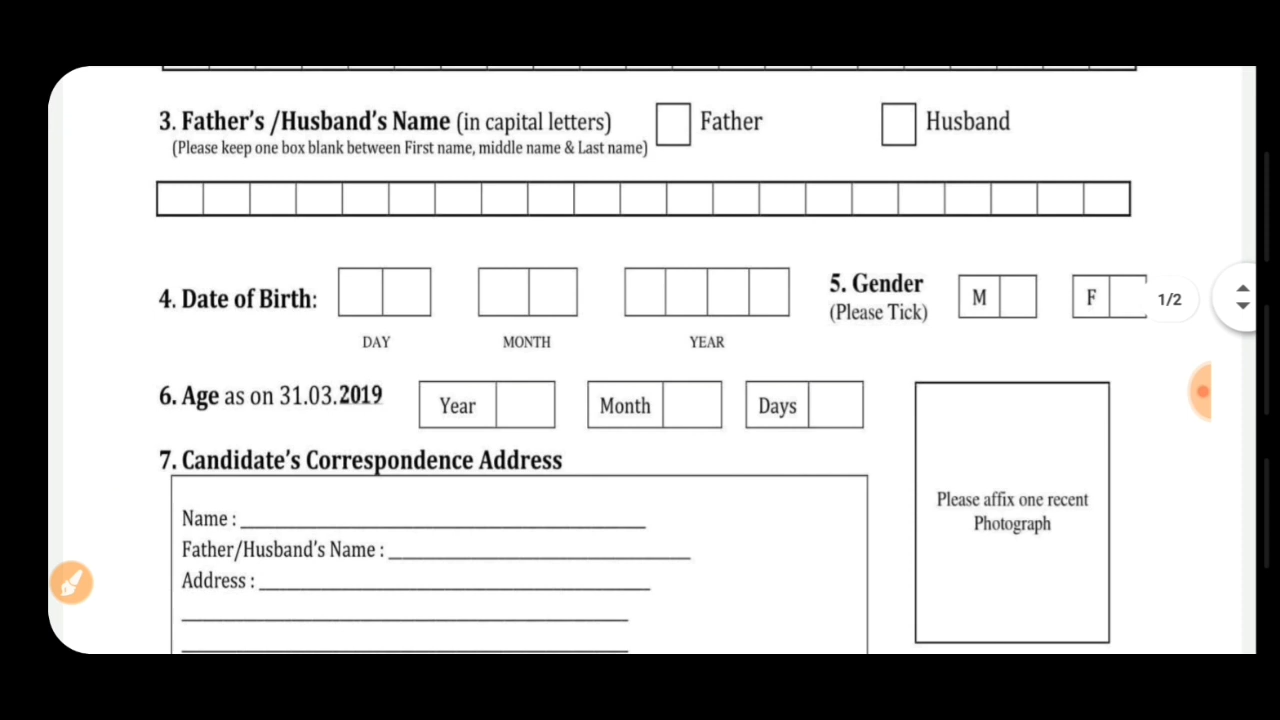 3. Father's /Husband's Name (in capital letters) Father Husband
(Please keep one box blank between First name, middle name & Last name)
4. Date of Birth:
DAY MONTH YEAR
5. Gender M F
(Please Tick)
1/2
6. Age as on 31.03.2019 Year Month Days
7. Candidate's Correspondence Address
Name :
Father/Husband's Name :
Address :
Please affix one recent
Photograph